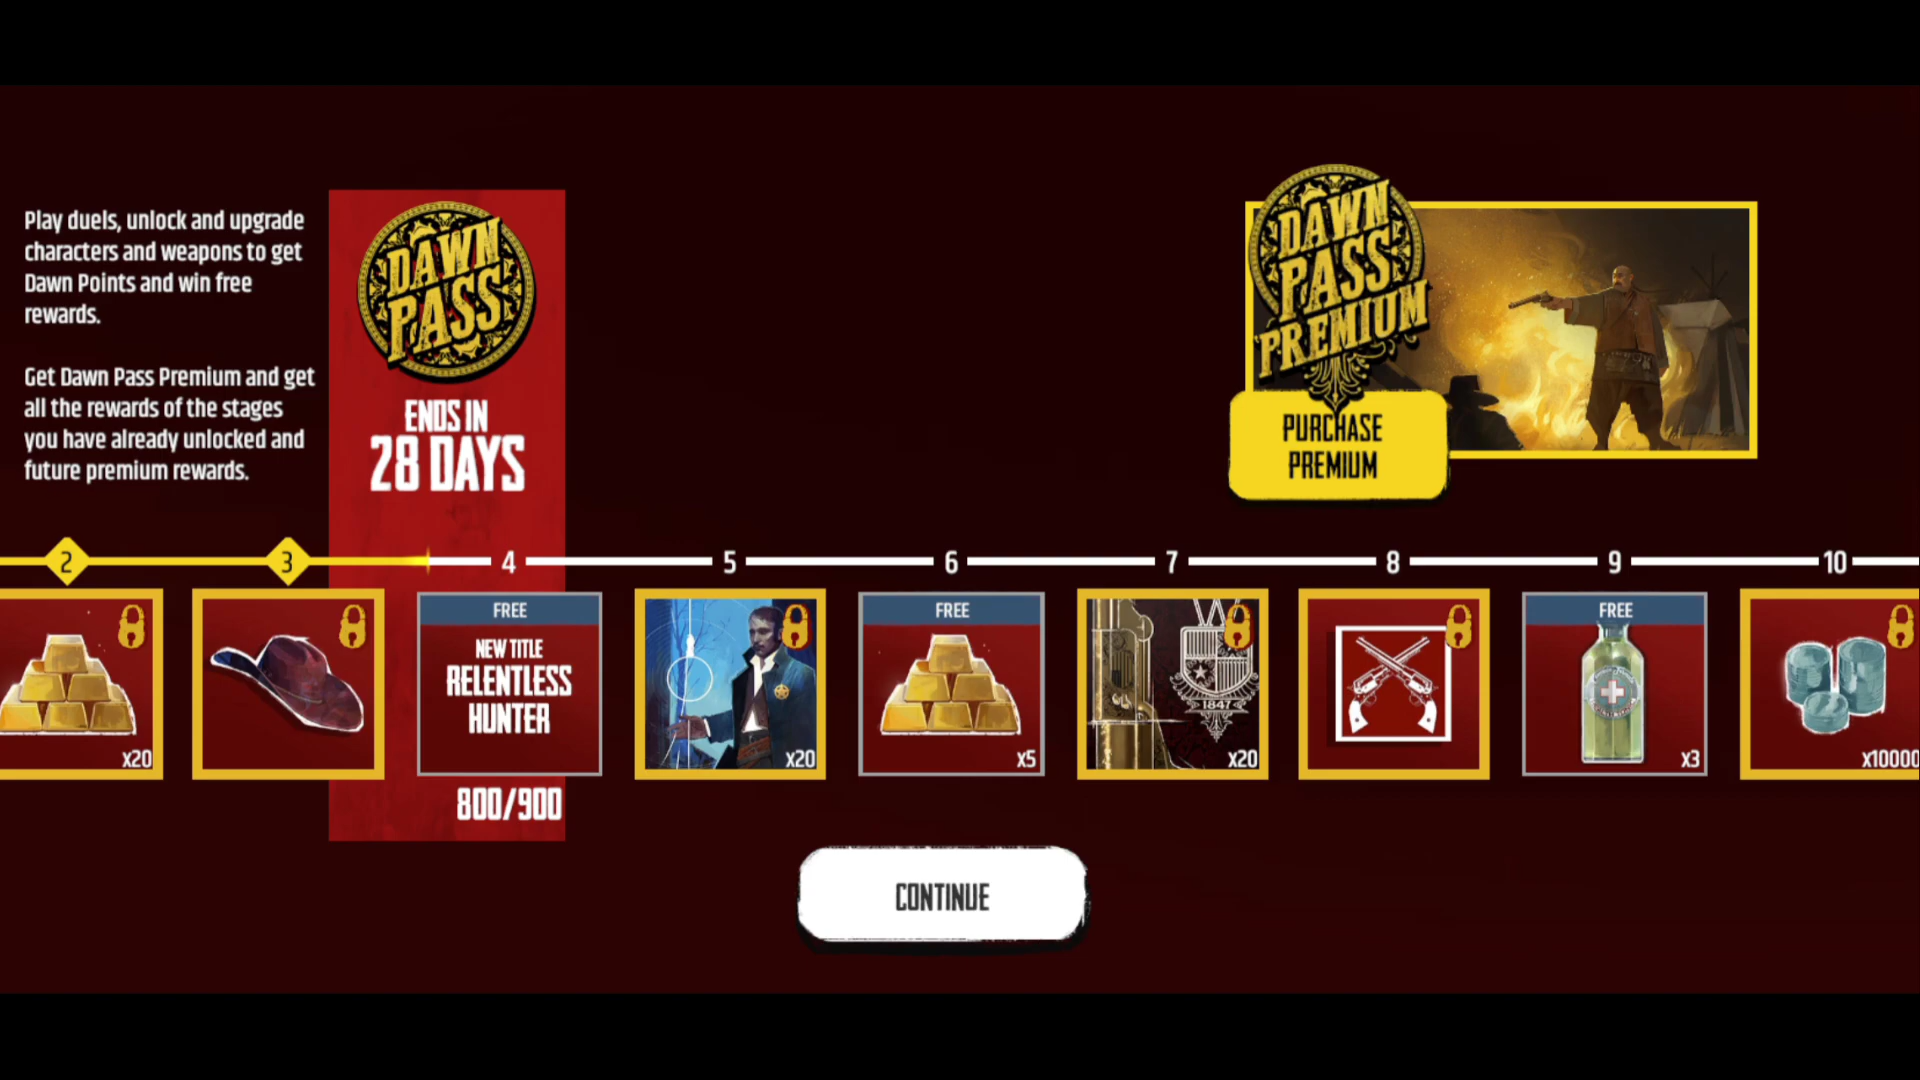 Play duels, unlock and upgrade
characters and weapons to get
Dawn Points and win free
rewards.
Get Dawn Pass Premium and get
all the rewards of the stages
you have already unlocked and
future premium rewards.
DAWN
PASS
ENDS IN
28 DAYS
DAWN
PASS
PREMIUM
PURCHASE
PREMIUM
2
3
4
5
6
7
8
9
10
x20
FREE
NEW TITLE
RELENTLESS
HUNTER
x20
FREE
x5
1847
x20
FREE
x3
x10000
800/900
CONTINUE